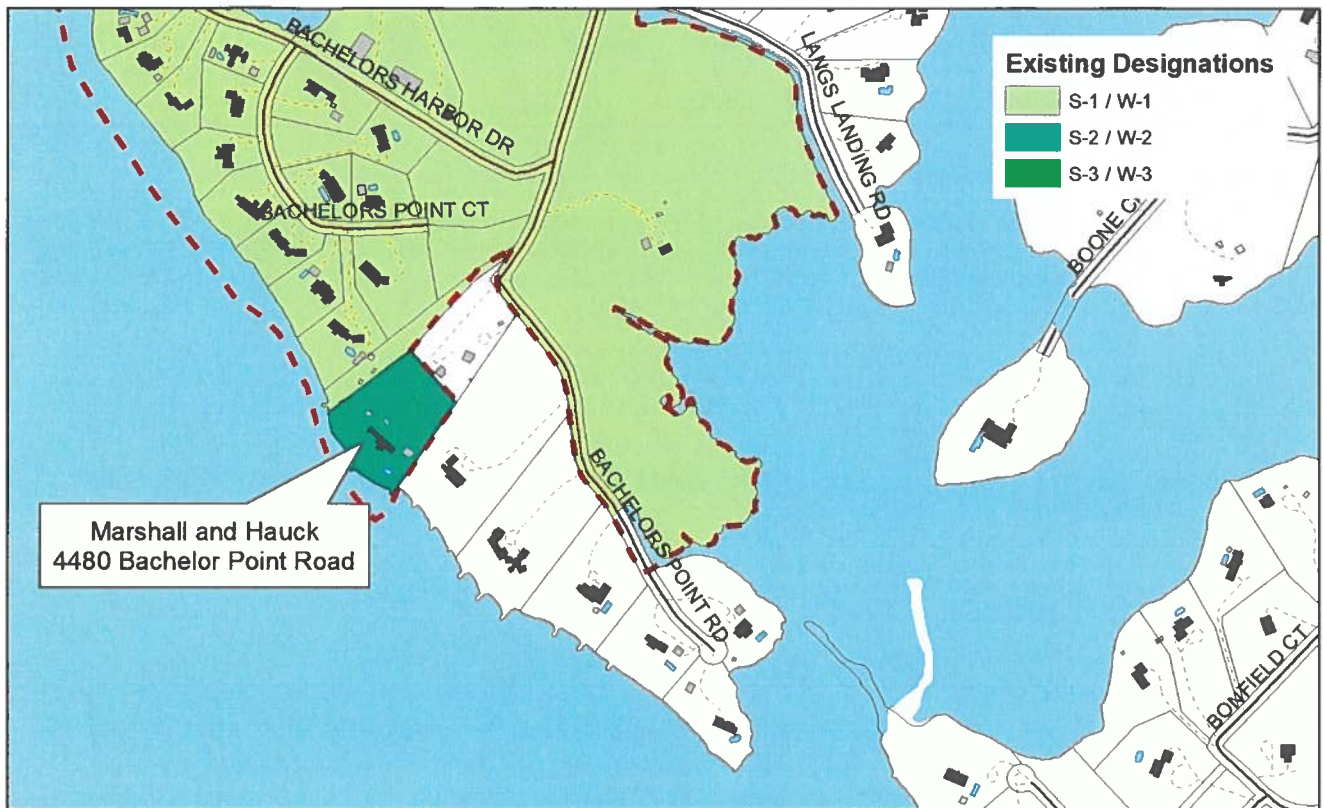 BACHELORS HARBOR DR
LANGS LANDING RD
Existing Designations
S-1 / W-1
S-2 / W-2
S-3 / W-3
BACHELORS POINT CT
BOONE
BACHELORS POINT RD
Marshall and Hauck
4480 Bachelor Point Road
BONFIELD CT